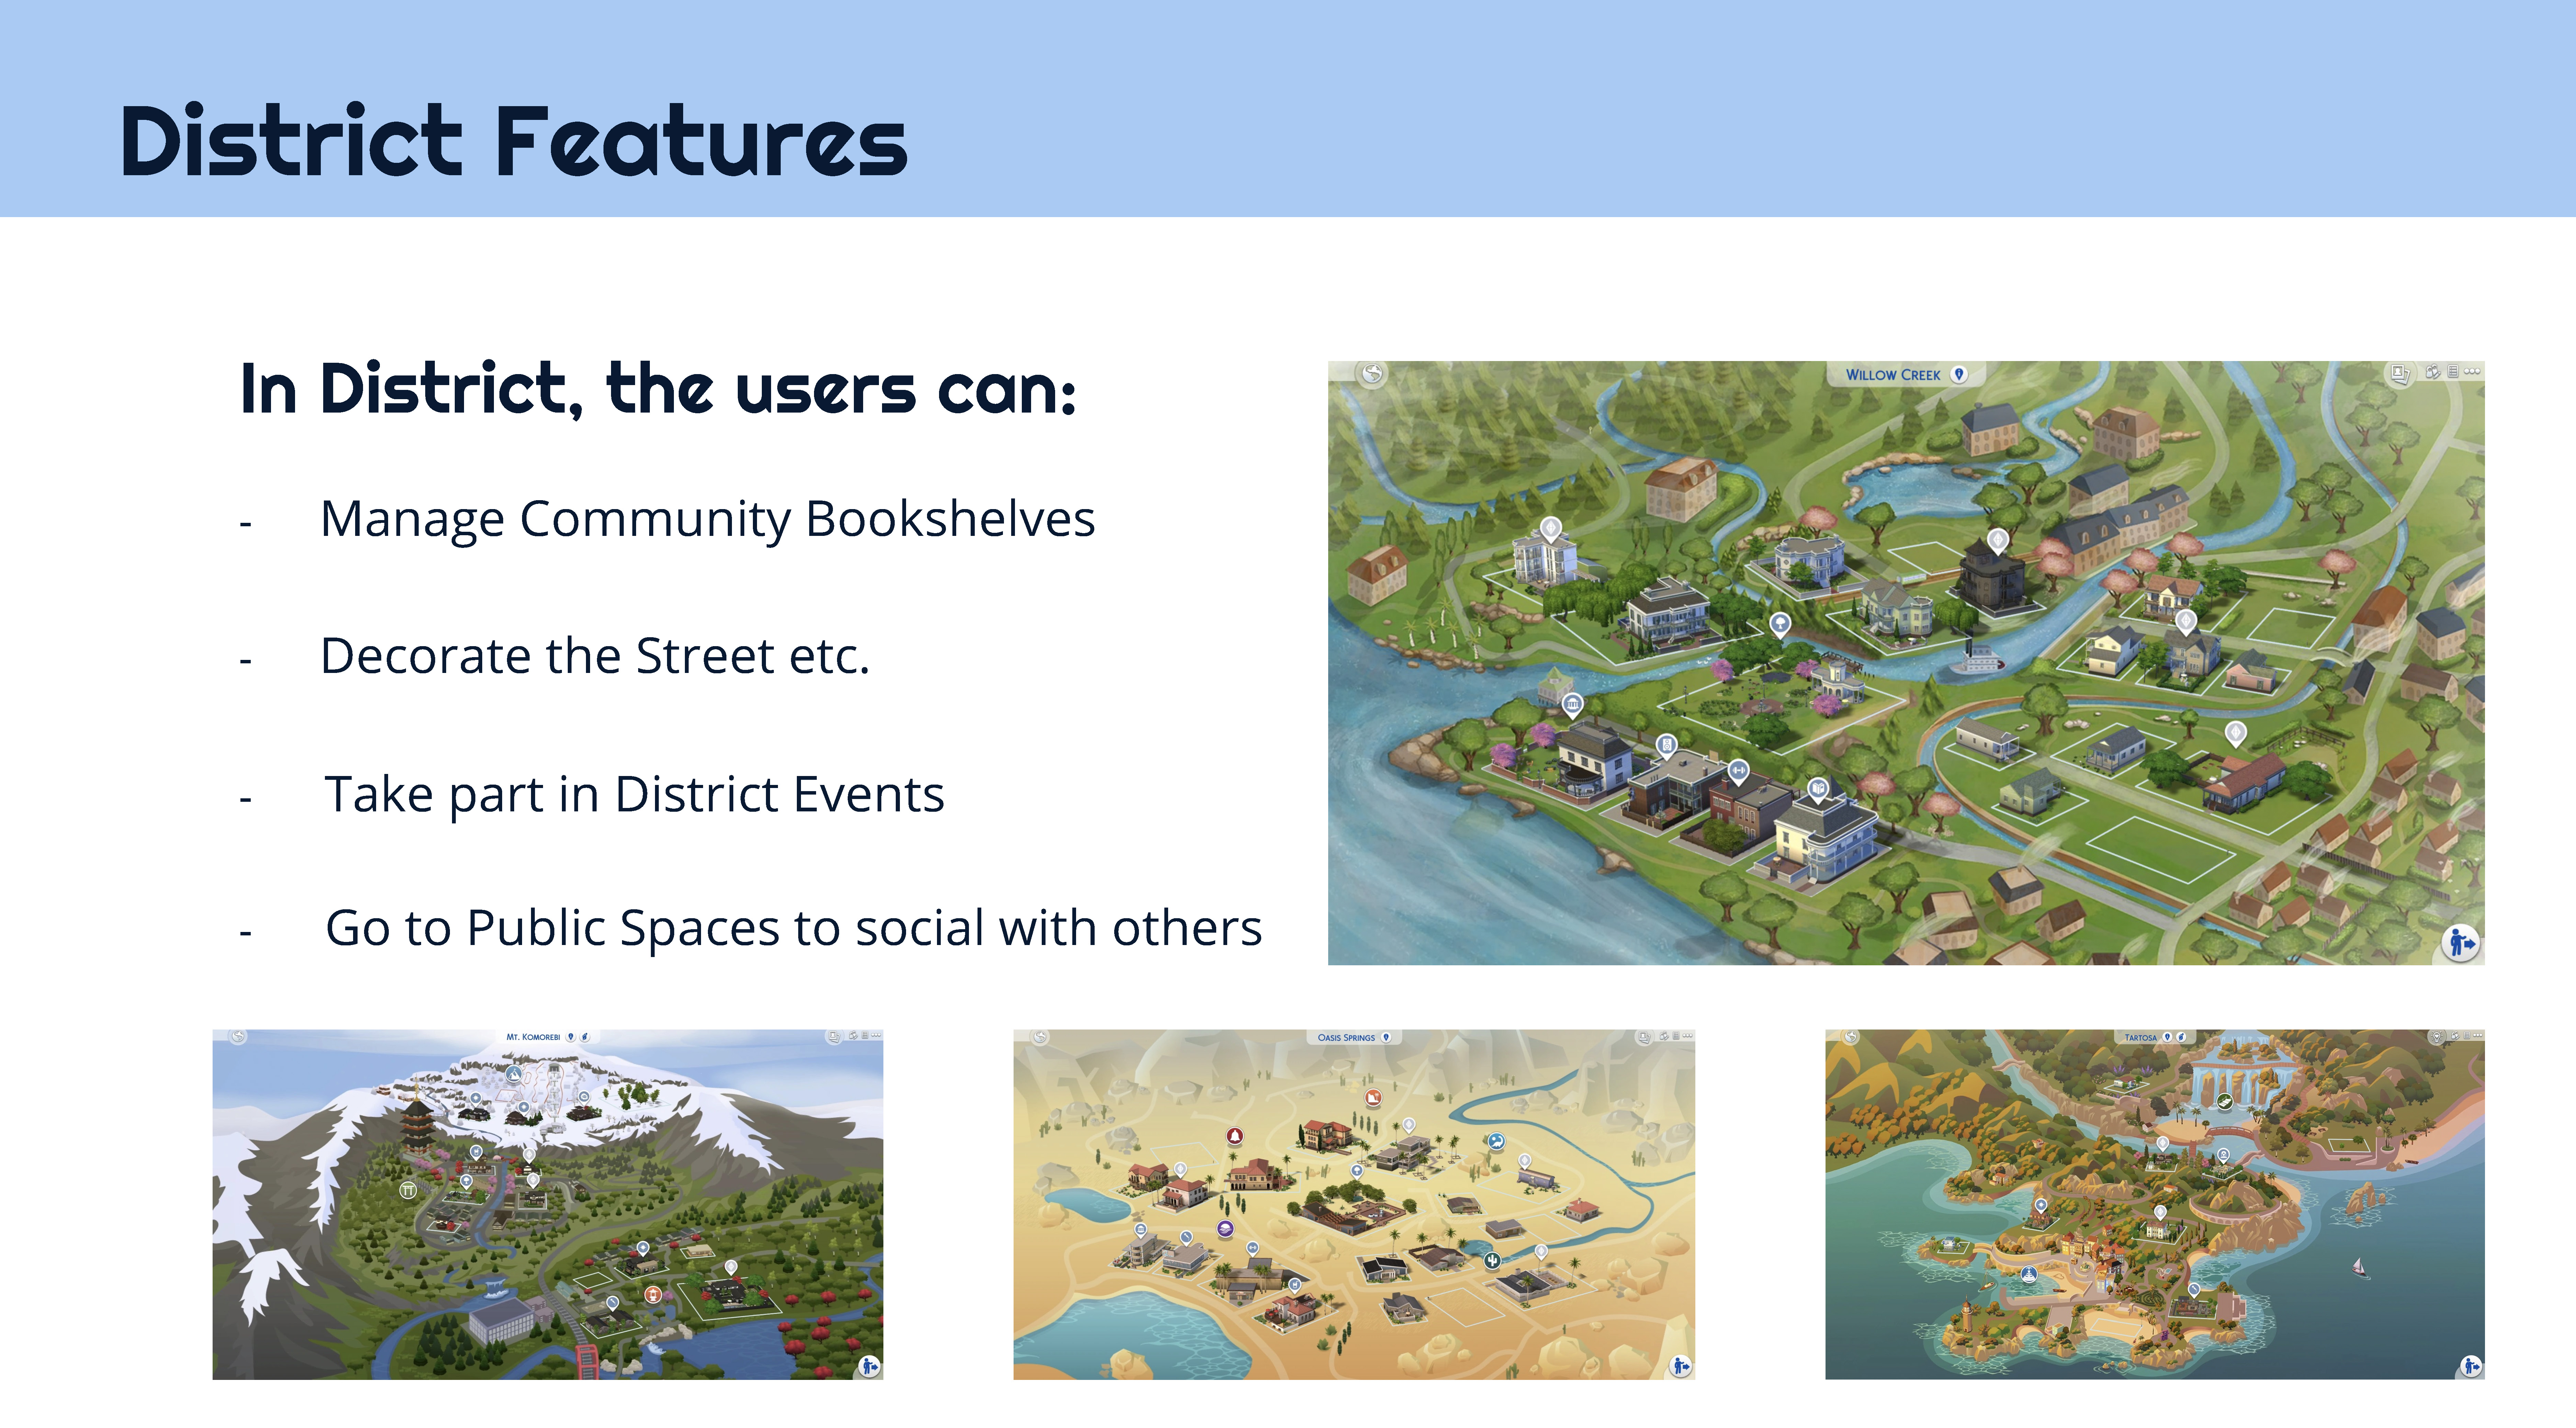 District Features
In District, the users can:
- Manage Community Bookshelves
- Decorate the Street etc.
- Take part in District Events
- Go to Public Spaces to social with others
WILLOW CREEK
MT. KOMOREBI
OASIS SPRINGS
TARTOSA